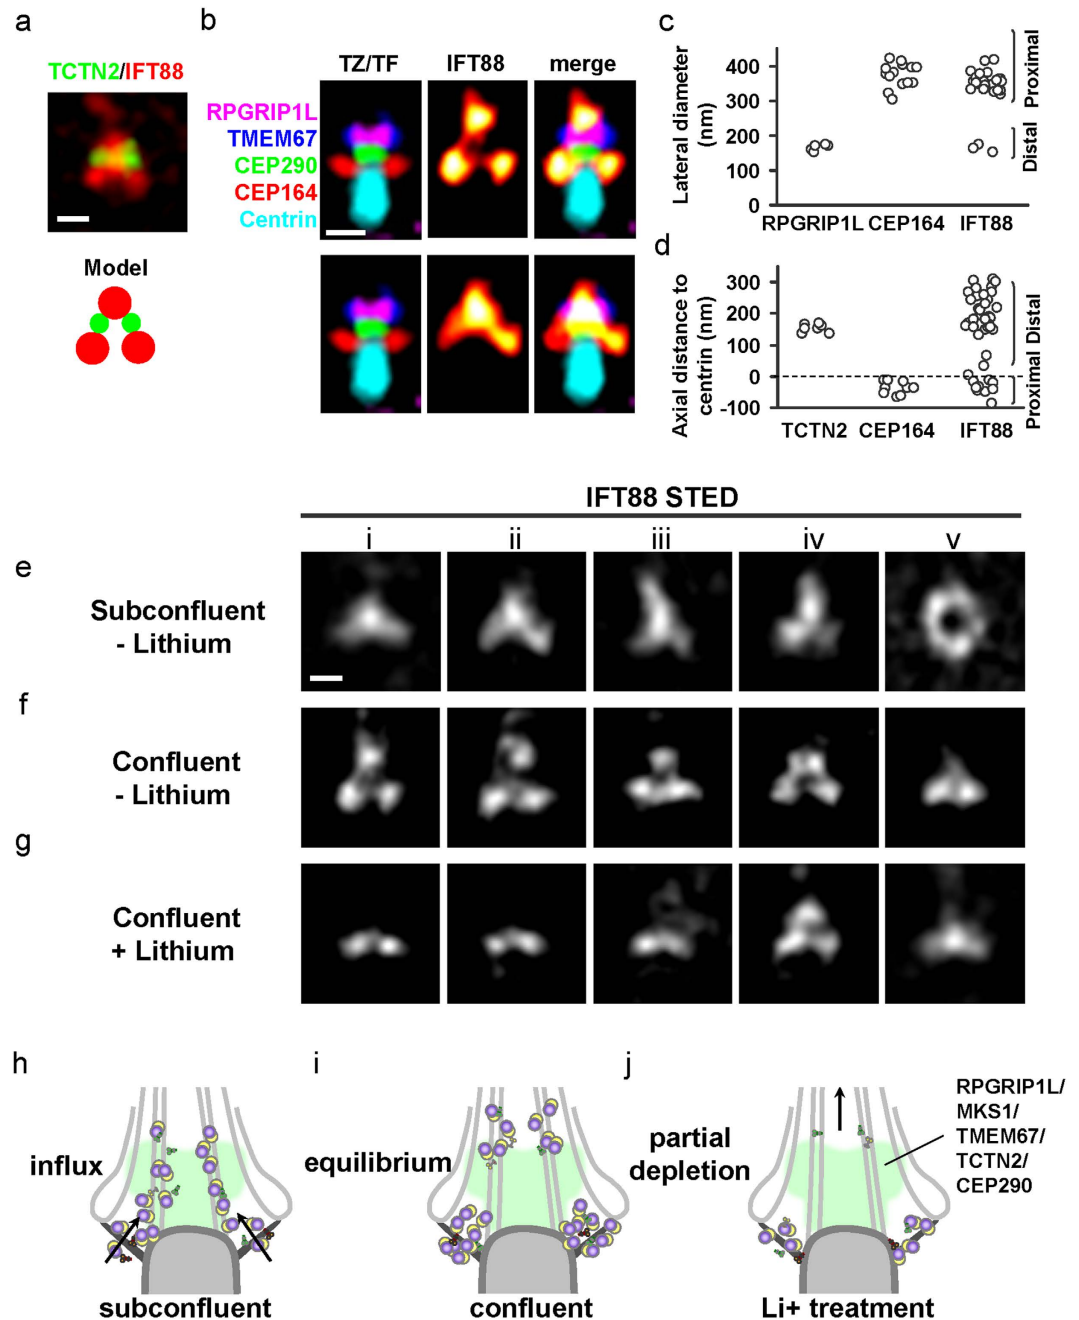 a
TCTN2/IFT88
Model
b
TZ/TF IFT88 merge
RPGRIP1L
TMEM67
CEP290
CEP164
Centrin
c
Lateral diameter
(nm)
400
300
200
100
0
RPGRIP1L CEP164 IFT88
Proximal
Distal
d
Axial distance to
centrin (nm)
300
200
100
0
-100
TCTN2 CEP164 IFT88
Distal
Proximal
IFT88 STED
i ii iii iv v
e
Subconfluent
- Lithium
f
Confluent
- Lithium
g
Confluent
+ Lithium
h
influx
subconfluent
i
equilibrium
confluent
j
partial
depletion
Li+ treatment
RPGRIP1L/
MKS1/
TMEM67/
TCTN2/
CEP290